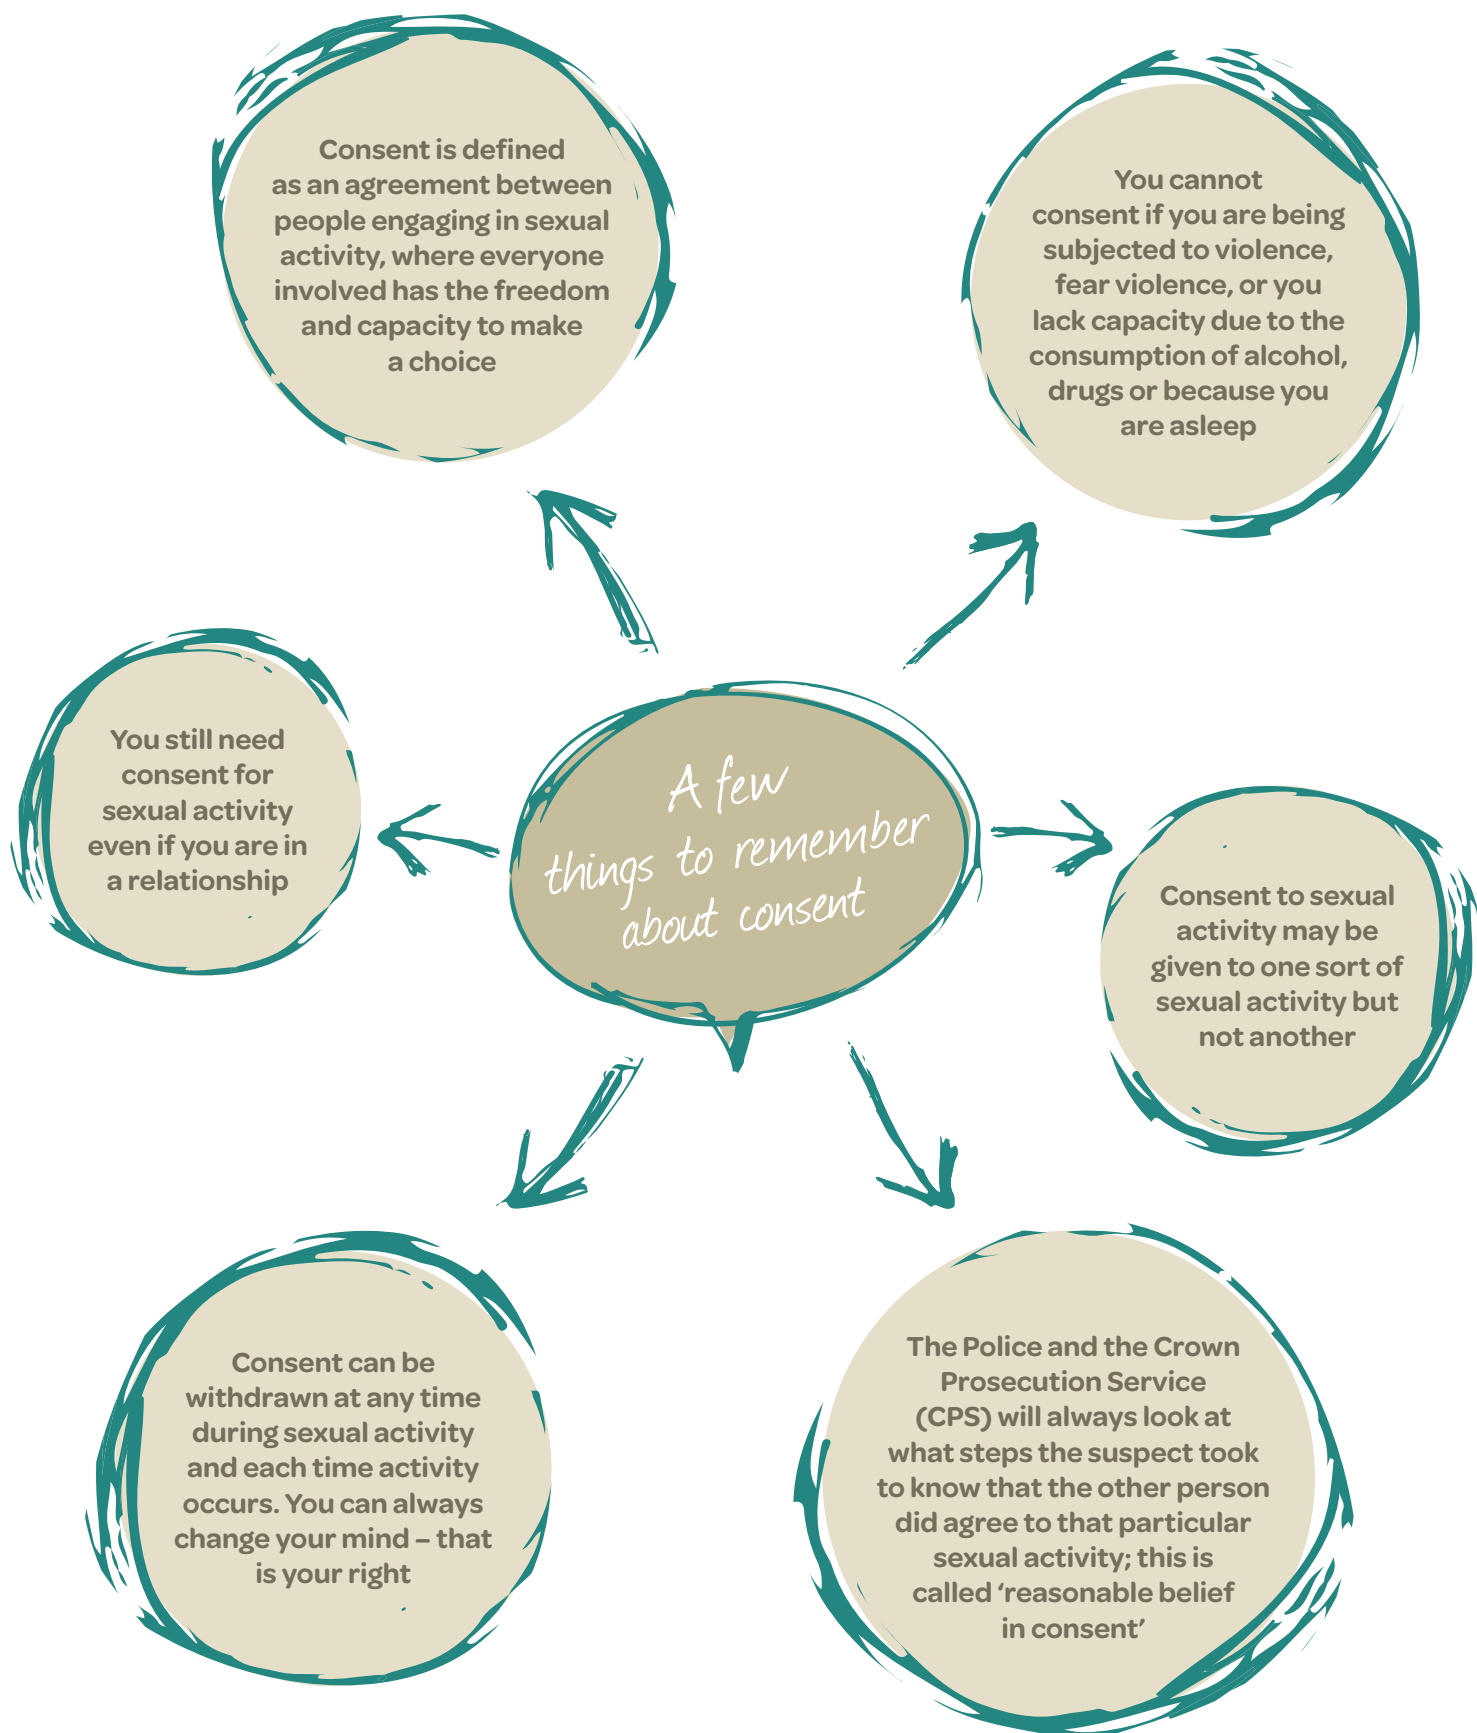 Consent is defined
as an agreement between
people engaging in sexual
activity, where everyone
involved has the freedom
and capacity to make
a choice
You cannot
consent if you are being
subjected to violence,
fear violence, or you
lack capacity due to the
consumption of alcohol,
drugs or because you
are asleep
You still need
consent for
sexual activity
even if you are in
a relationship
A few
things to remember
about consent
Consent to sexual
activity may be
given to one sort of
sexual activity but
not another
Consent can be
withdrawn at any time
during sexual activity
and each time activity
occurs. You can always
change your mind – that
is your right
The Police and the Crown
Prosecution Service
(CPS) will always look at
what steps the suspect took
to know that the other person
did agree to that particular
sexual activity; this is
called ‘reasonable belief
in consent’